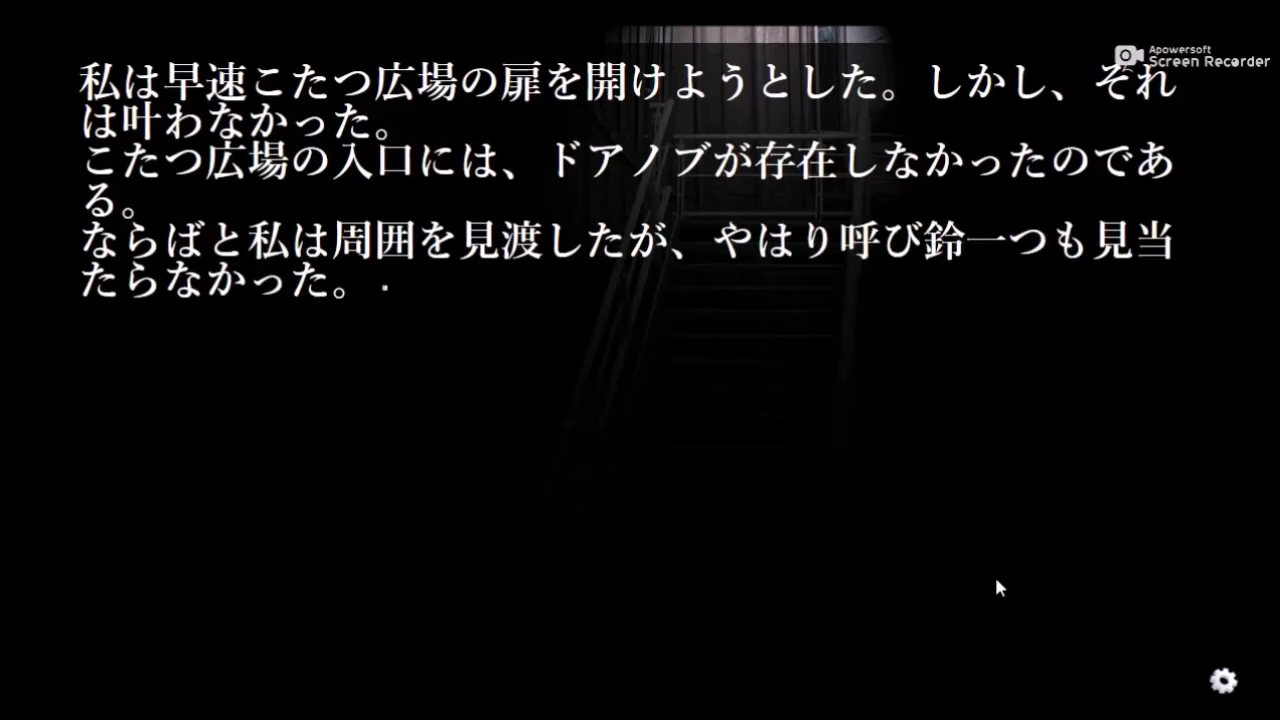 私は早速こたつ広場の扉を開けようとした。しかし、それ
は叶わなかった。
こたつ広場の入口には、ドアノブが存在しなかったのであ
る。
ならばと私は周囲を見渡したが、やはり呼び鈴一つも見当
たらなかった。
Apowersoft
Screen Recorder